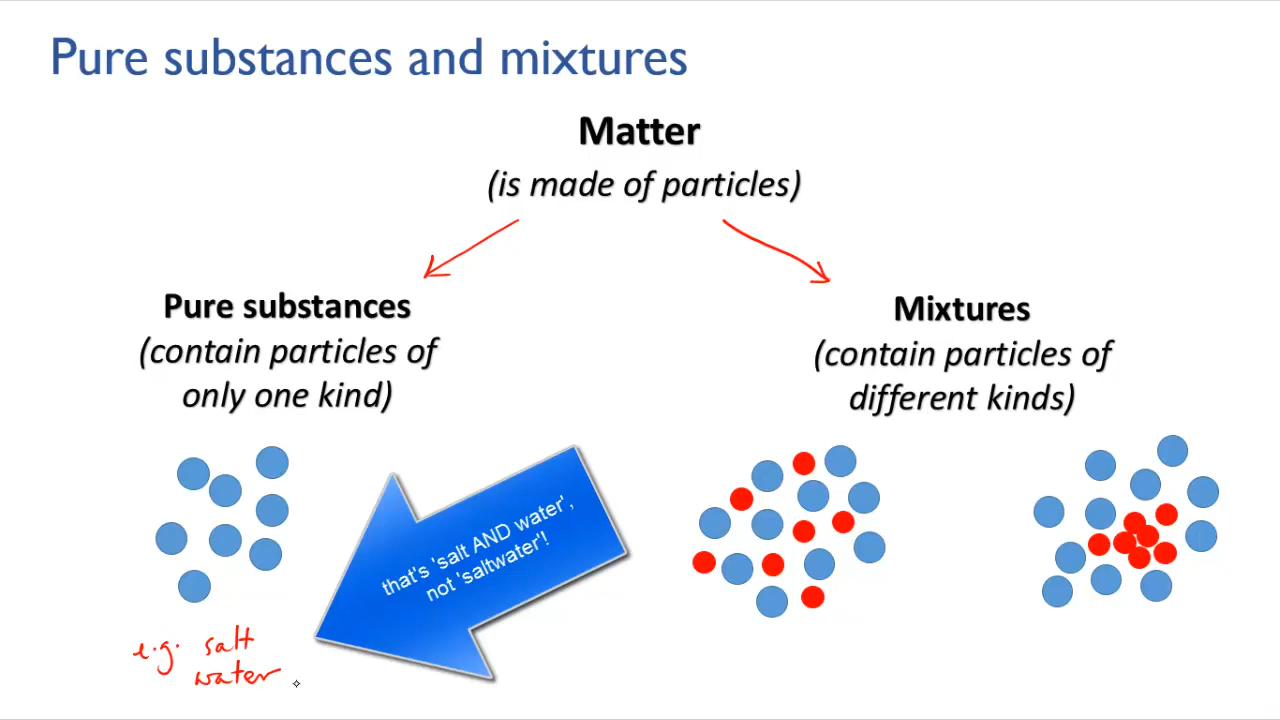 Pure substances and mixtures
Matter
(is made of particles)
Pure substances
(contain particles of
only one kind)
Mixtures
(contain particles of
different kinds)
that's 'salt AND water',
not 'saltwater'!
e.g. salt
water